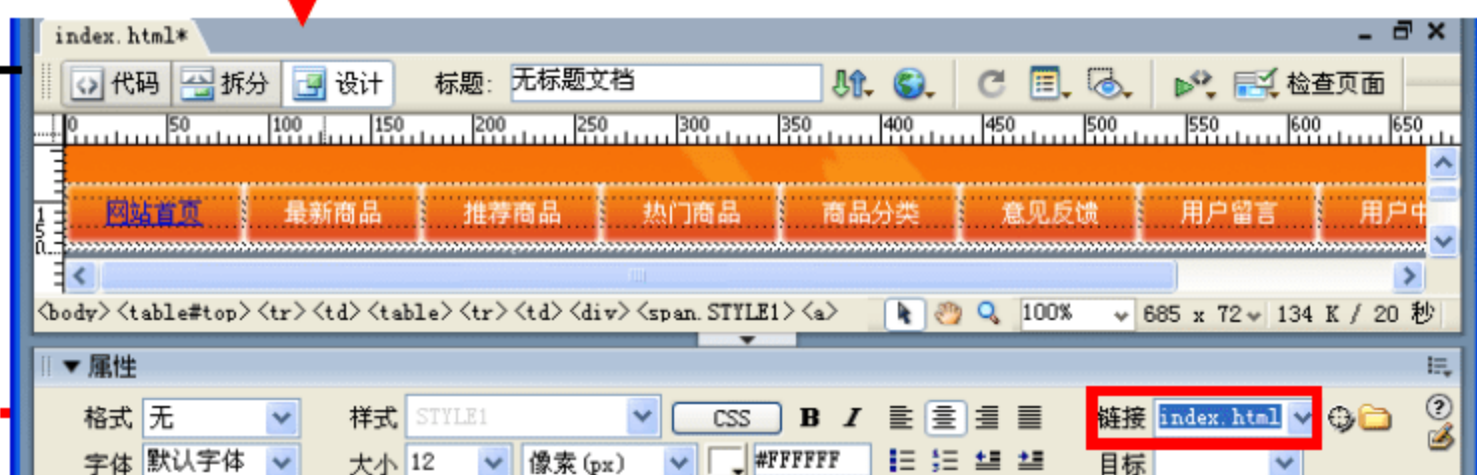 index.html*
代码 拆分 设计 标题: 无标题文档 检查页面
0 50 100 150 200 250 300 350 400 450 500 550 600 650
网站首页 最新商品 推荐商品 热门商品 商品分类 意见反馈 用户留言 用户中
150
<body><table#top><tr><td><table><tr><td><div><span.STYLE1><a> 100% 685 x 72 134 K / 20 秒
属性
格式 无 样式 STYLE1 CSS B I 链接 index.html
字体 默认字体 大小 12 像素(px) #FFFFFF 目标